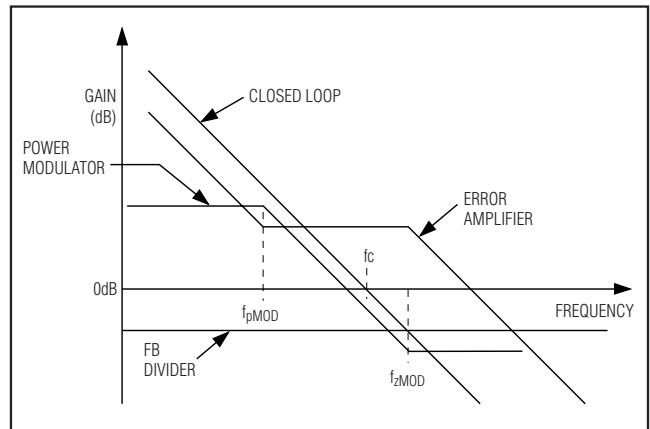 GAIN
(dB)
CLOSED LOOP
POWER
MODULATOR
ERROR
AMPLIFIER
fC
0dB
fpMOD
FREQUENCY
FB
DIVIDER
fzMOD